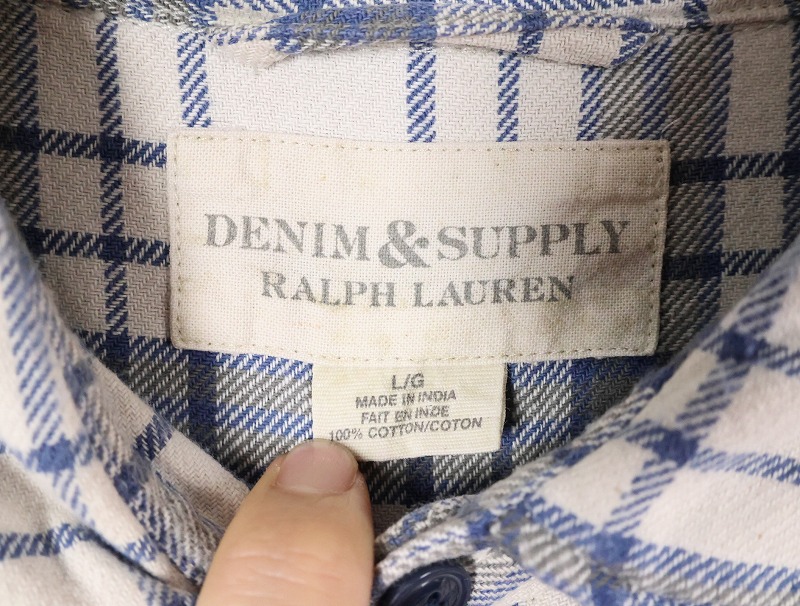 DENIM & SUPPLY
RALPH LAUREN
L/G
MADE IN INDIA
FAIT EN INDE
100% COTTON/COTON